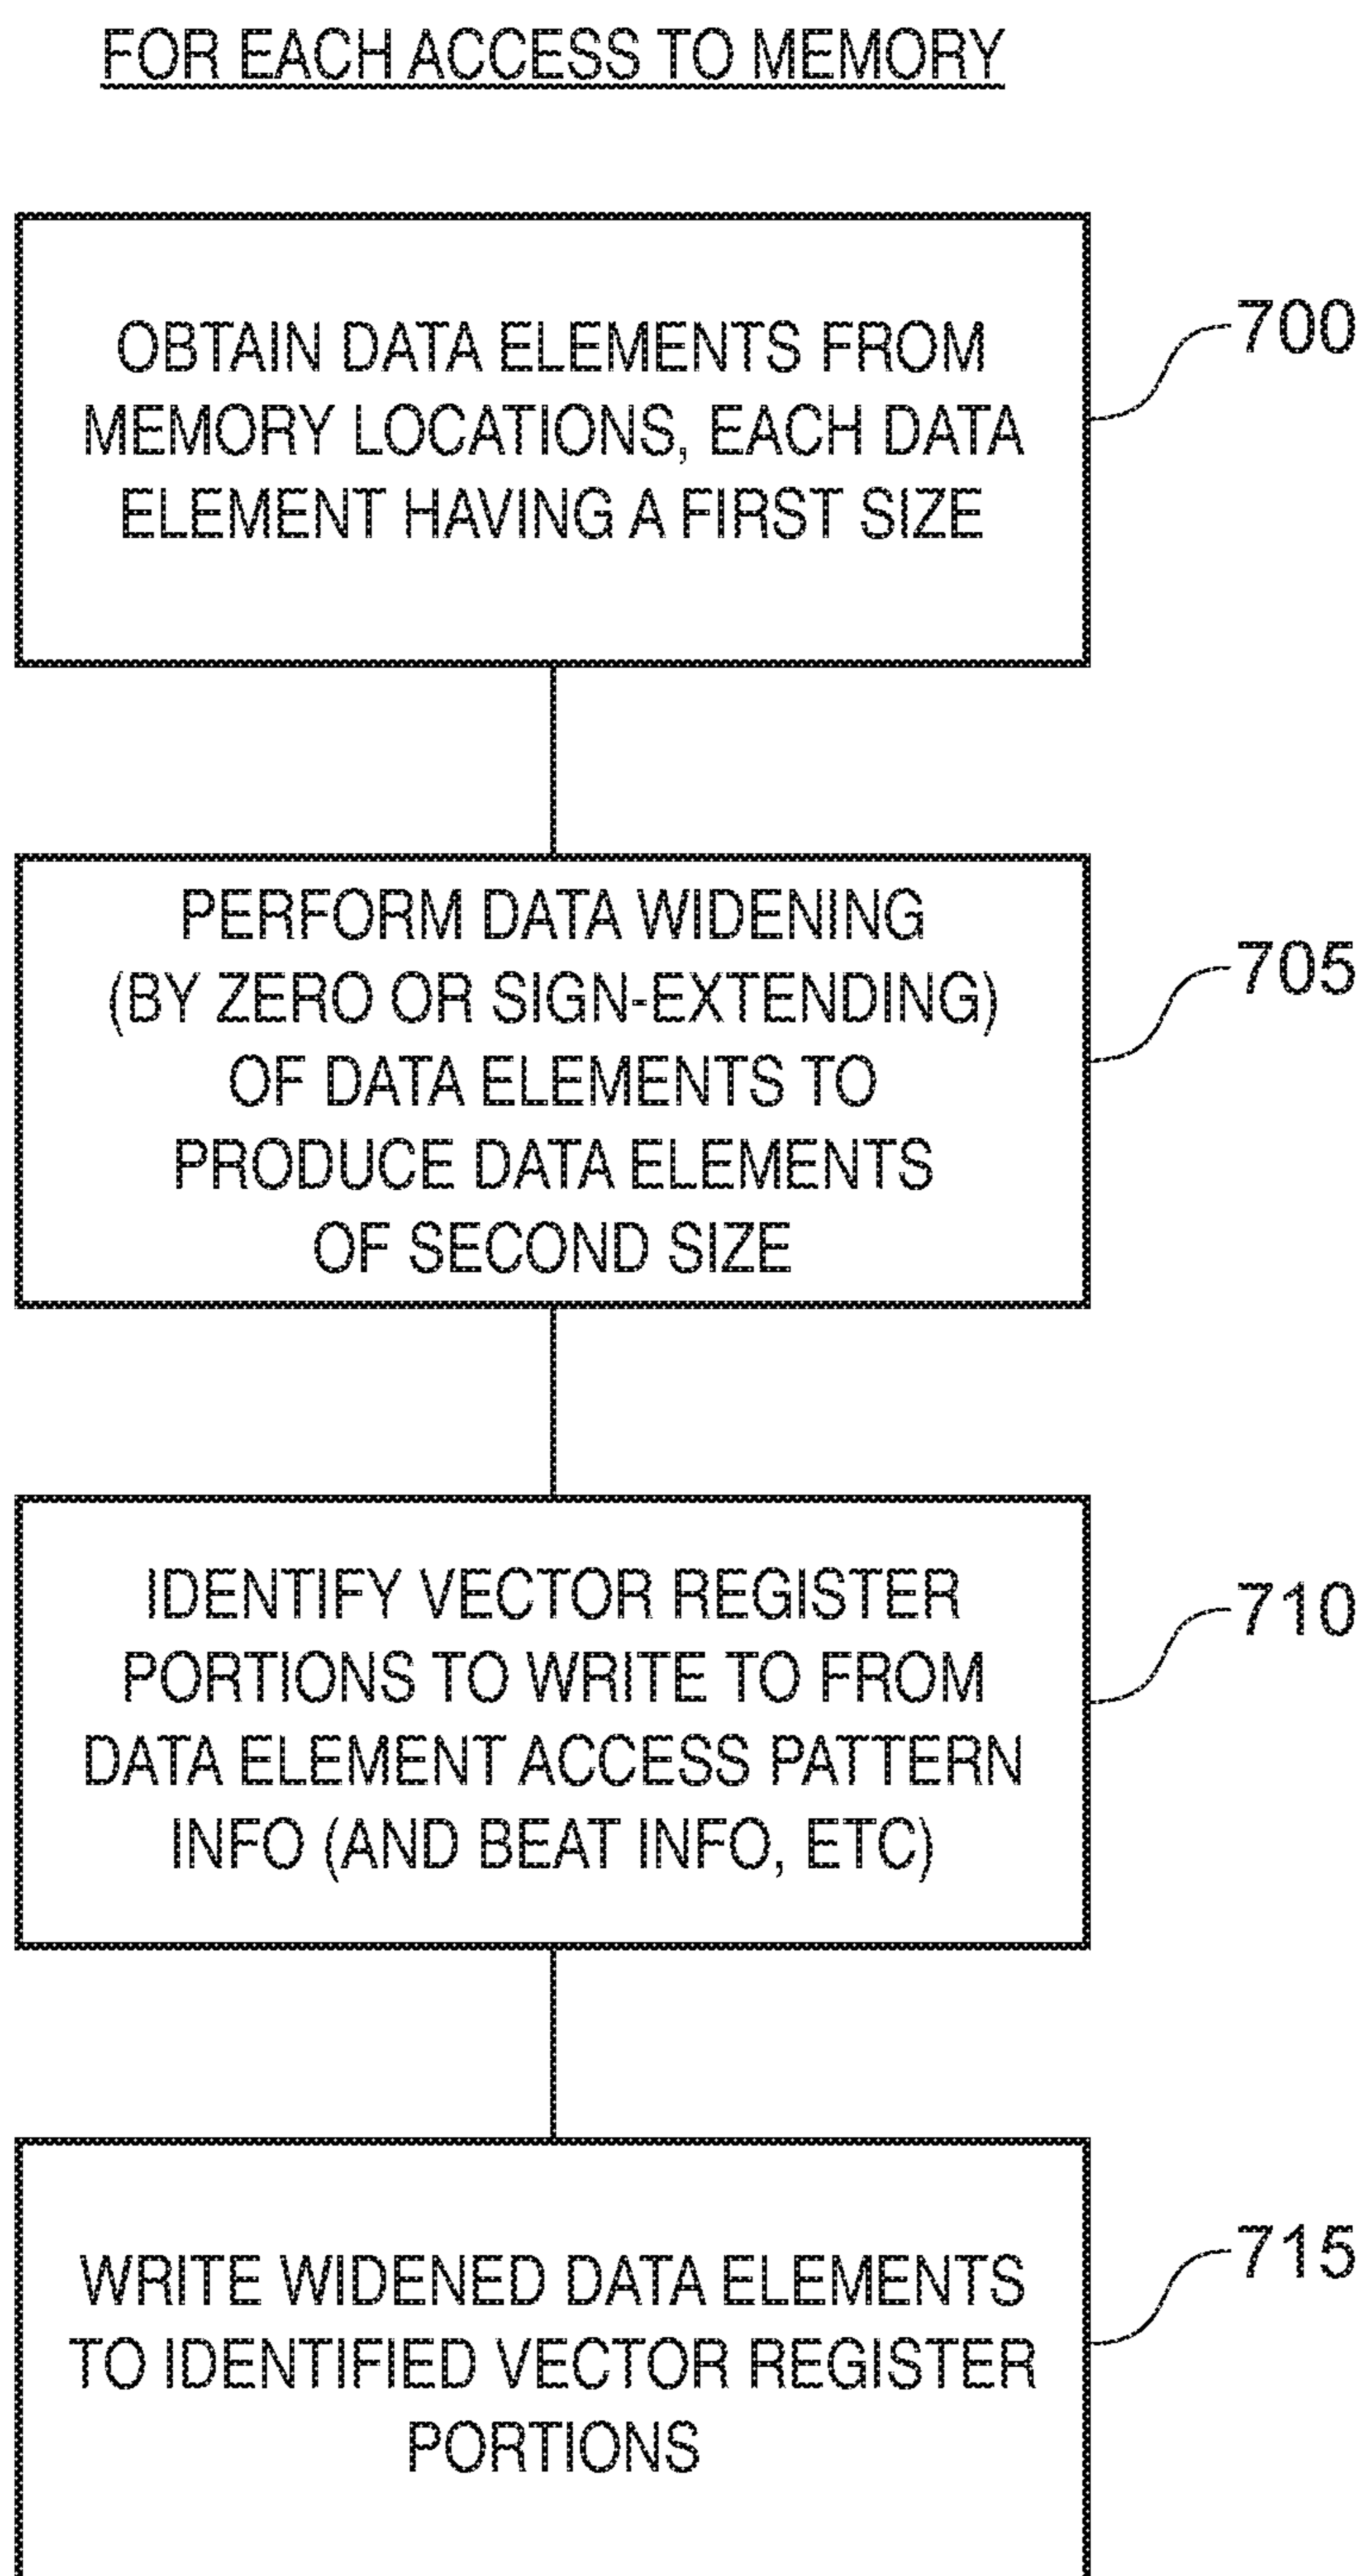 FOR EACH ACCESS TO MEMORY
OBTAIN DATA ELEMENTS FROM
MEMORY LOCATIONS, EACH DATA
ELEMENT HAVING A FIRST SIZE
700
PERFORM DATA WIDENING
(BY ZERO OR SIGN-EXTENDING)
OF DATA ELEMENTS TO
PRODUCE DATA ELEMENTS
OF SECOND SIZE
705
IDENTIFY VECTOR REGISTER
PORTIONS TO WRITE TO FROM
DATA ELEMENT ACCESS PATTERN
INFO (AND BEAT INFO, ETC)
710
WRITE WIDENED DATA ELEMENTS
TO IDENTIFIED VECTOR REGISTER
PORTIONS
715